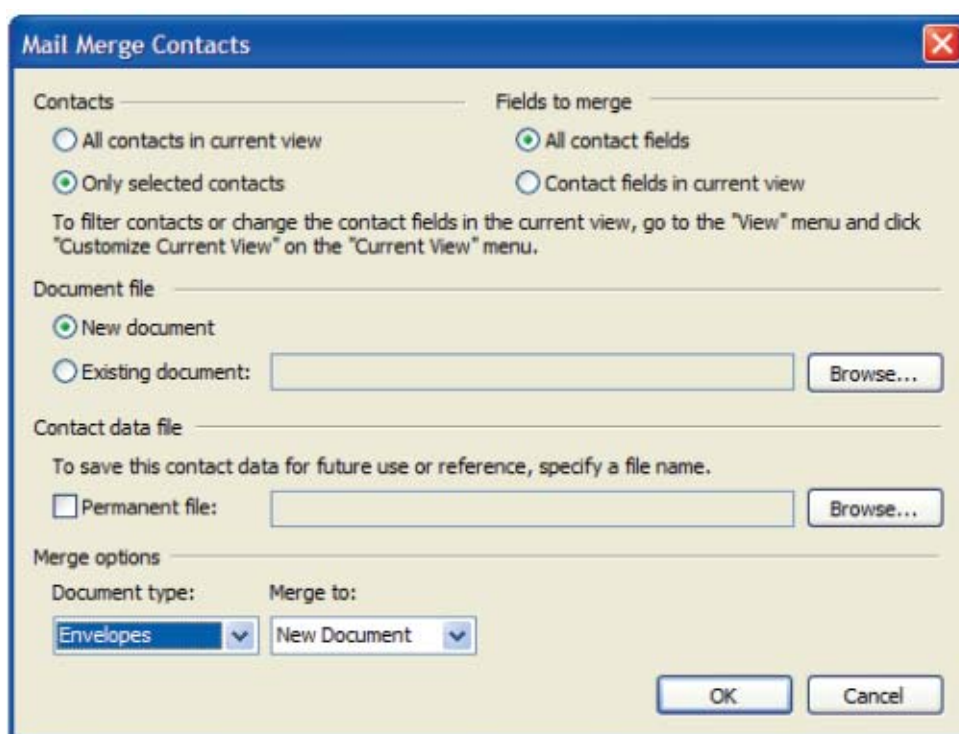 Mail Merge Contacts
Contacts
Fields to merge
All contacts in current view
All contact fields
Only selected contacts
Contact fields in current view
To filter contacts or change the contact fields in the current view, go to the "View" menu and click
"Customize Current View" on the "Current View" menu.
Document file
New document
Existing document:
Browse...
Contact data file
To save this contact data for future use or reference, specify a file name.
Permanent file:
Browse...
Merge options
Document type:
Merge to:
Envelopes
New Document
OK
Cancel